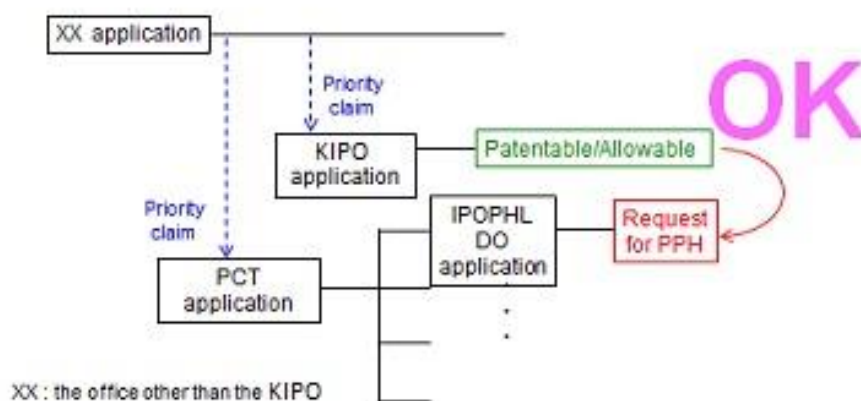 XX application
OK
Priority
claim
KIPO
application
Patentable/Allowable
Priority
claim
IPOPHL
DO
application
Request
for PPH
PCT
application
XX : the office other than the KIPO